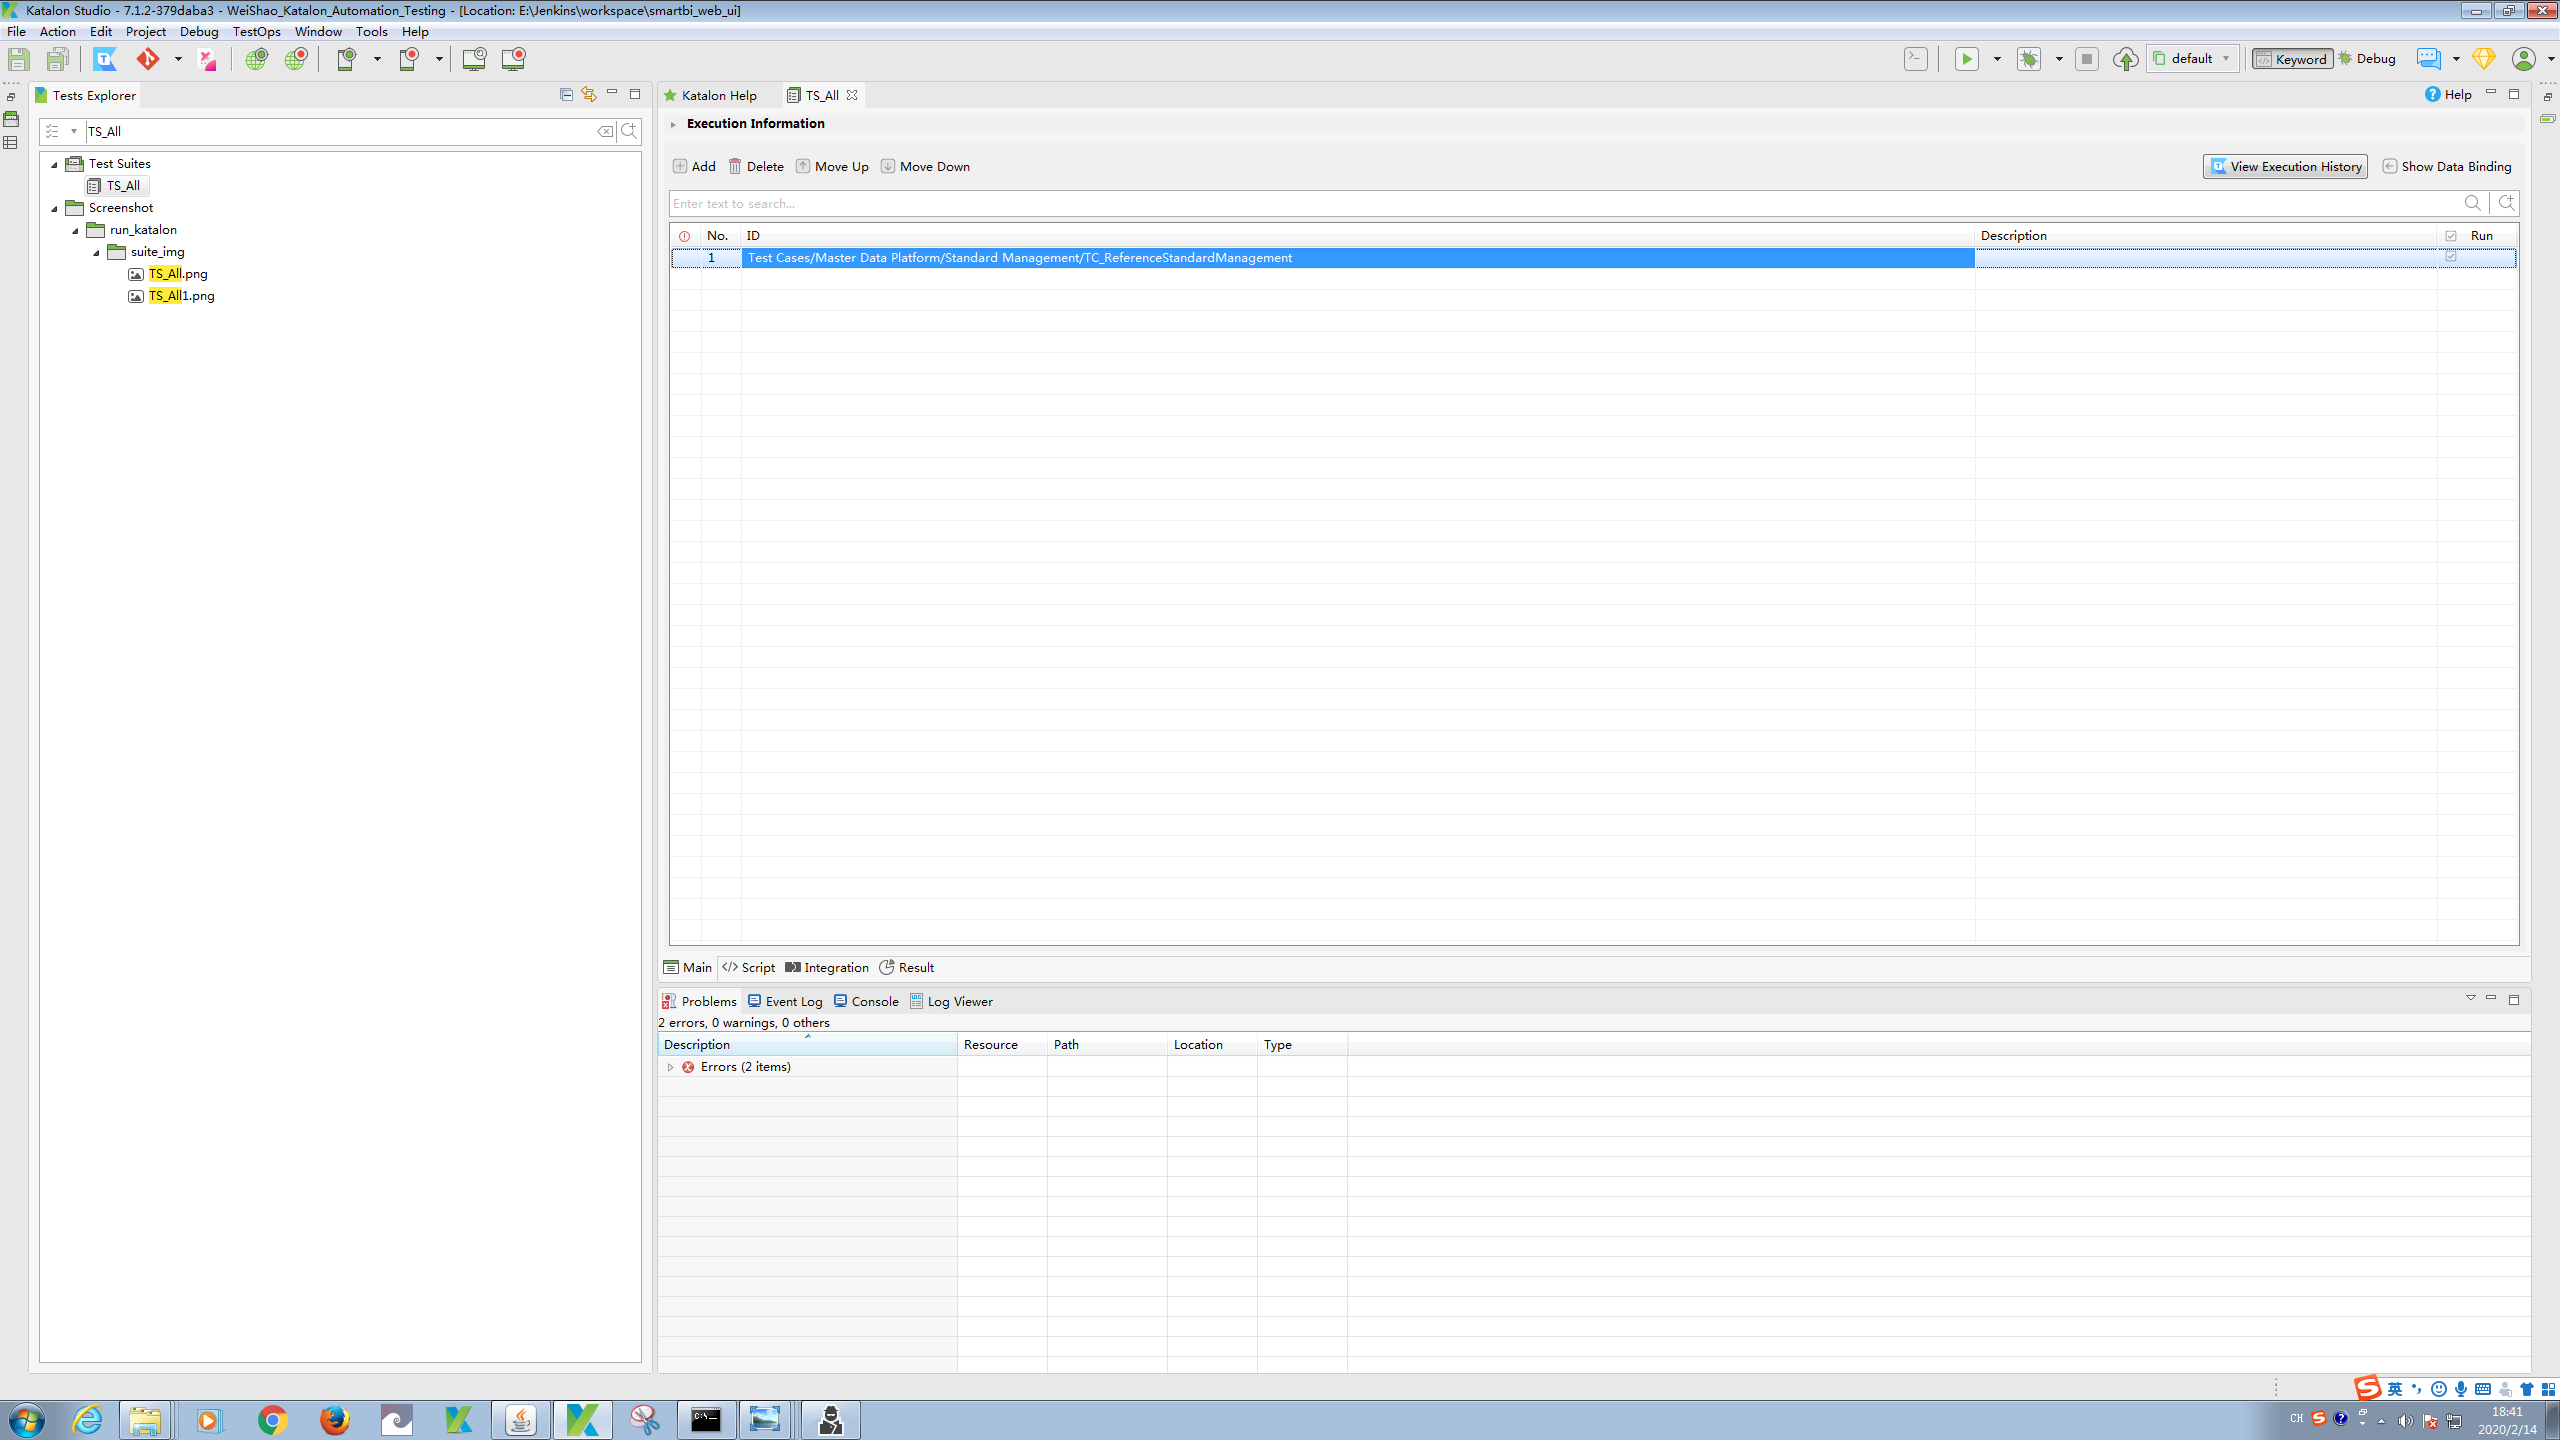 Katalon Studio - 7.1.2-379daba3 - WeiShao_Katalon_Automation_Testing - [Location: E:\Jenkins\workspace\smartbi_web_ui]
File Action Edit Project Debug TestOps Window Tools Help
default Keyword Debug
Tests Explorer
TS_All
Test Suites
TS_All
Screenshot
run_katalon
suite_img
TS_All.png
TS_All1.png
Katalon Help TS_All Help
Execution Information
Add Delete Move Up Move Down View Execution History Show Data Binding
Enter text to search...
No. ID Description Run
1 Test Cases/Master Data Platform/Standard Management/TC_ReferenceStandardManagement
Main Script Integration Result
Problems Event Log Console Log Viewer
2 errors, 0 warnings, 0 others
Description Resource Path Location Type
Errors (2 items)
英
CH
18:41
2020/2/14